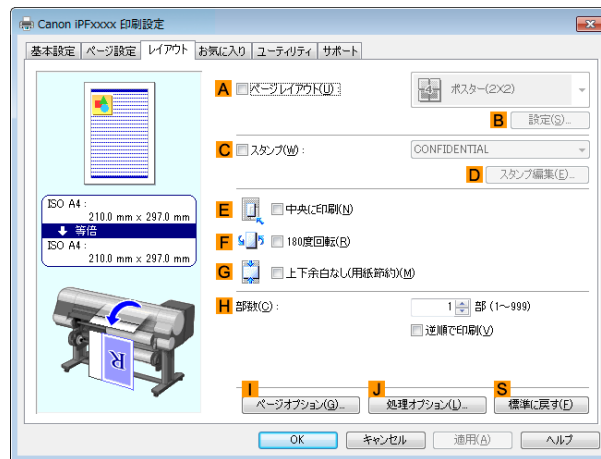 Canon iPFxxxx 印刷設定
基本設定 ページ設定 レイアウト お気に入り ユーティリティ サポート
A ページレイアウト(U) :
4 ポスター(2×2)
B 設定(S)...
C スタンプ(W) :
CONFIDENTIAL
D スタンプ編集(E)...
ISO A4 :
210.0 mm x 297.0 mm
等倍
ISO A4 :
210.0 mm x 297.0 mm
E 中央に印刷(N)
F 180度回転(R)
G 上下余白なし(用紙節約)(M)
H 部数(C) :
1 部 (1～999)
逆順で印刷(V)
R
I J S
ページオプション(G)... 処理オプション(L)... 標準に戻す(F)
OK キャンセル 適用(A) ヘルプ